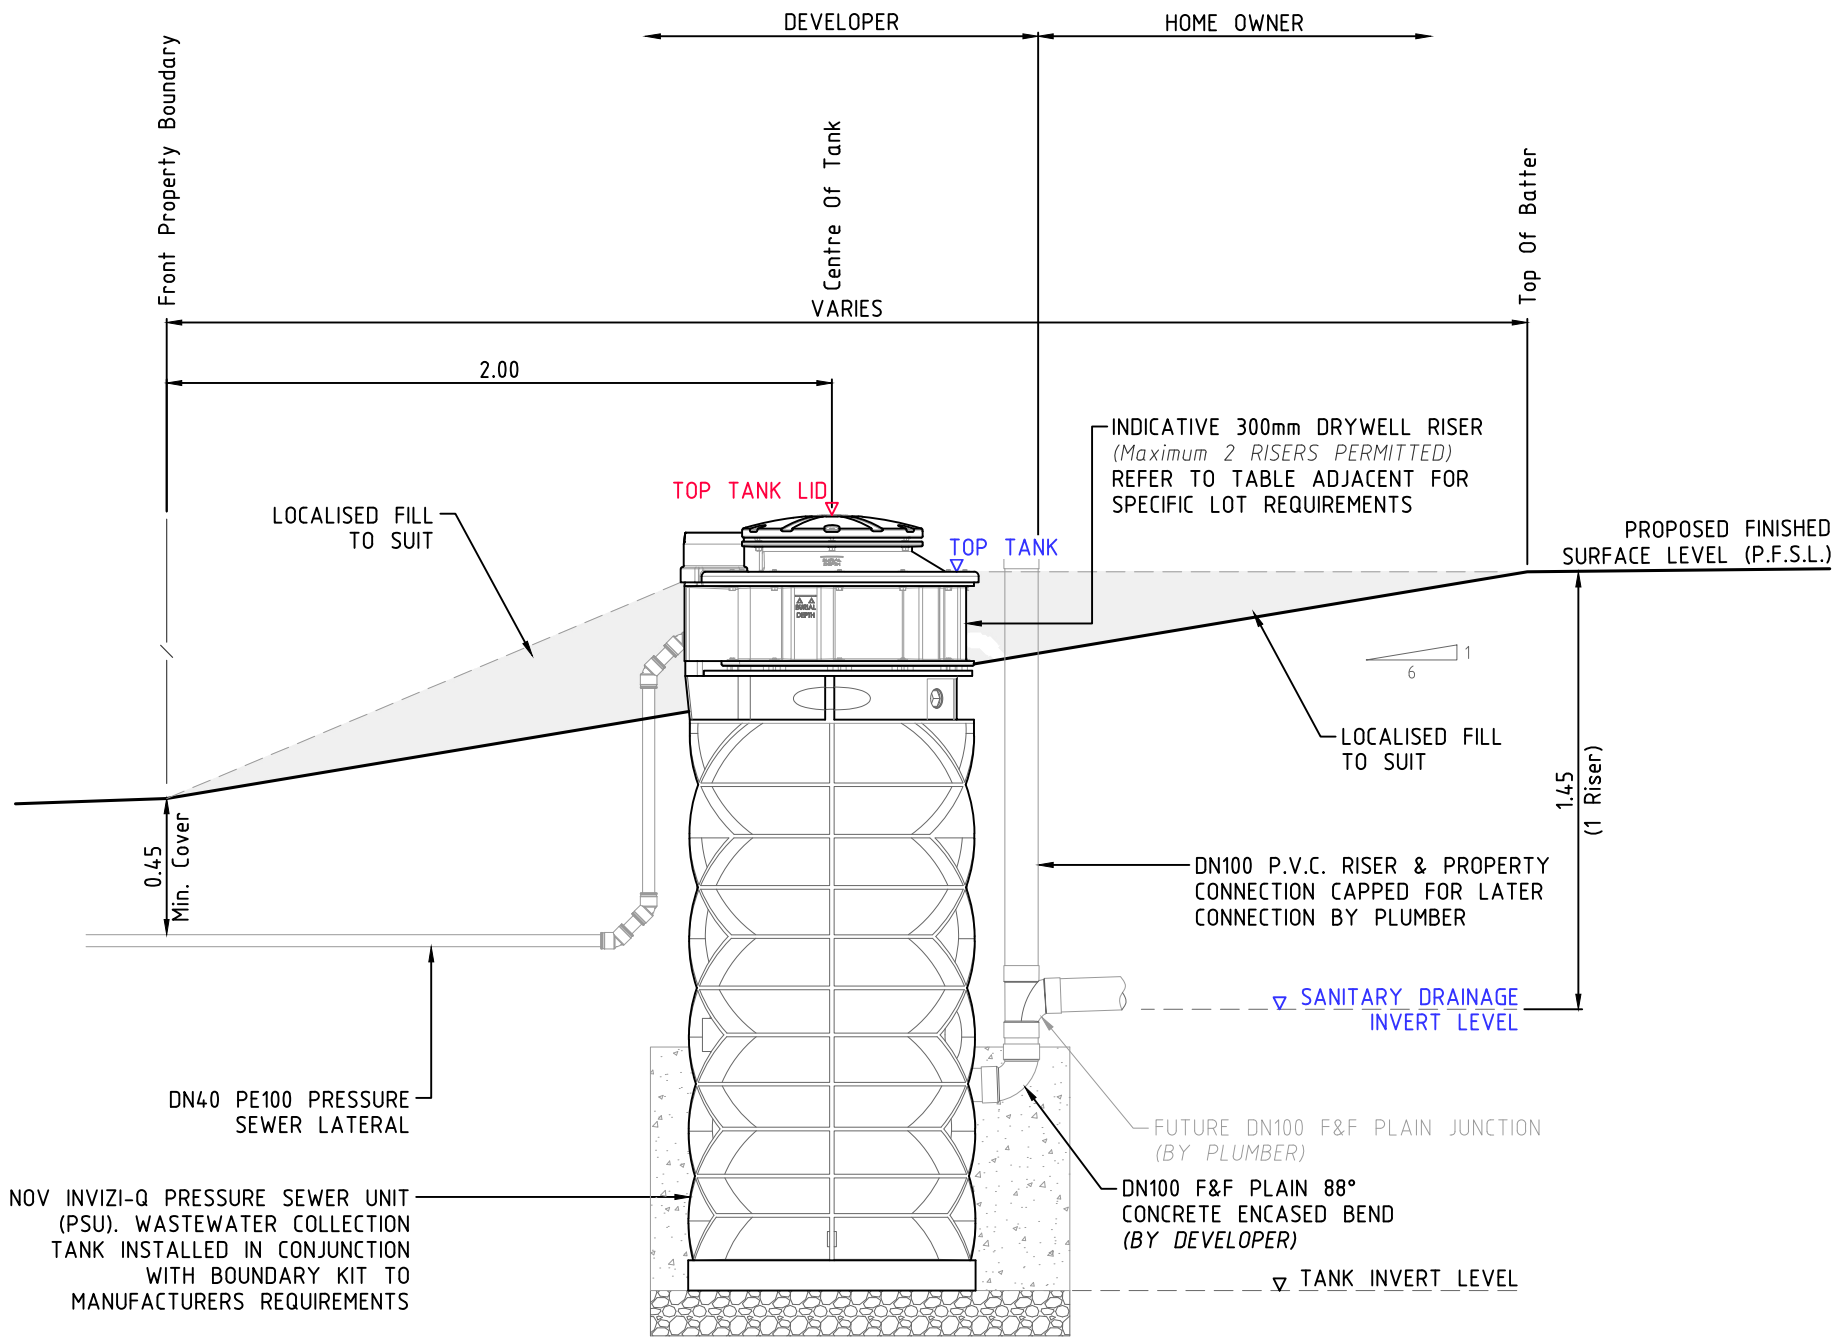 DEVELOPER
HOME OWNER
Front Property Boundary
Centre Of Tank
Top Of Batter
VARIES
2.00
INDICATIVE 300mm DRYWELL RISER
(Maximum 2 RISERS PERMITTED)
REFER TO TABLE ADJACENT FOR
SPECIFIC LOT REQUIREMENTS
TOP TANK LID
LOCALISED FILL
TO SUIT
TOP TANK
PROPOSED FINISHED
SURFACE LEVEL (P.F.S.L.)
BURIAL
DEPTH
BURIAL
DEPTH
1
6
LOCALISED FILL
TO SUIT
1.45
(1 Riser)
0.45
Min. Cover
DN100 P.V.C. RISER & PROPERTY
CONNECTION CAPPED FOR LATER
CONNECTION BY PLUMBER
SANITARY DRAINAGE
INVERT LEVEL
DN40 PE100 PRESSURE
SEWER LATERAL
FUTURE DN100 F&F PLAIN JUNCTION
(BY PLUMBER)
DN100 F&F PLAIN 88°
CONCRETE ENCASED BEND
(BY DEVELOPER)
NOV INVIZI-Q PRESSURE SEWER UNIT
(PSU). WASTEWATER COLLECTION
TANK INSTALLED IN CONJUNCTION
WITH BOUNDARY KIT TO
MANUFACTURERS REQUIREMENTS
TANK INVERT LEVEL